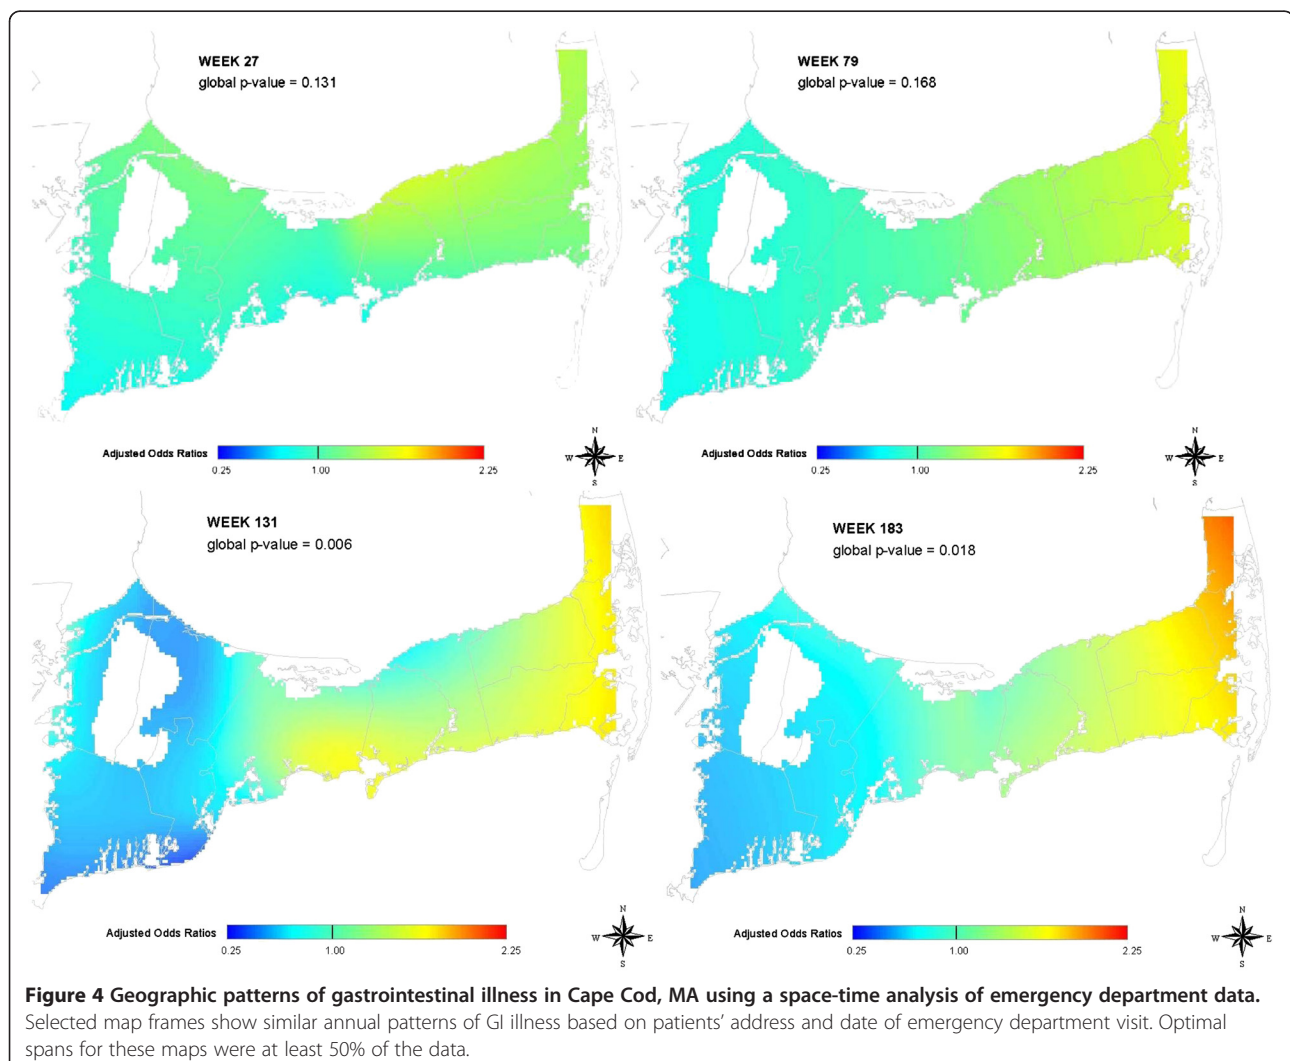 WEEK 27
global p-value = 0.131
WEEK 79
global p-value = 0.168
Adjusted Odds Ratios
0.25 1.00 2.25
N
W E
S
Adjusted Odds Ratios
0.25 1.00 2.25
N
W E
S
WEEK 131
global p-value = 0.006
WEEK 183
global p-value = 0.018
Adjusted Odds Ratios
0.25 1.00 2.25
N
W E
S
Adjusted Odds Ratios
0.25 1.00 2.25
N
W E
S
Figure 4 Geographic patterns of gastrointestinal illness in Cape Cod, MA using a space-time analysis of emergency department data.
Selected map frames show similar annual patterns of GI illness based on patients' address and date of emergency department visit. Optimal
spans for these maps were at least 50% of the data.